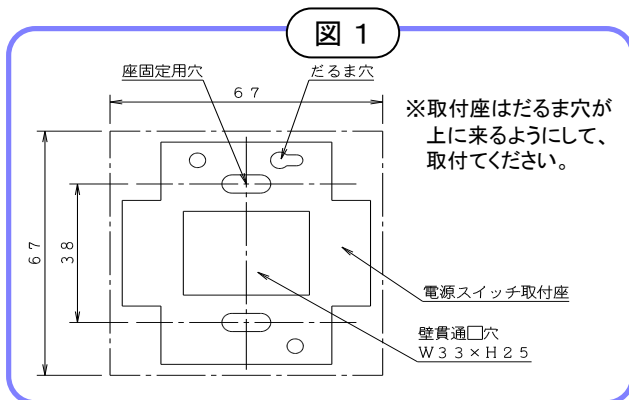 図 1
座固定用穴
だるま穴
67
※取付座はだるま穴が
上に来るようにして、
取付てください。
67
38
電源スイッチ取付座
壁貫通□穴
W33×H25